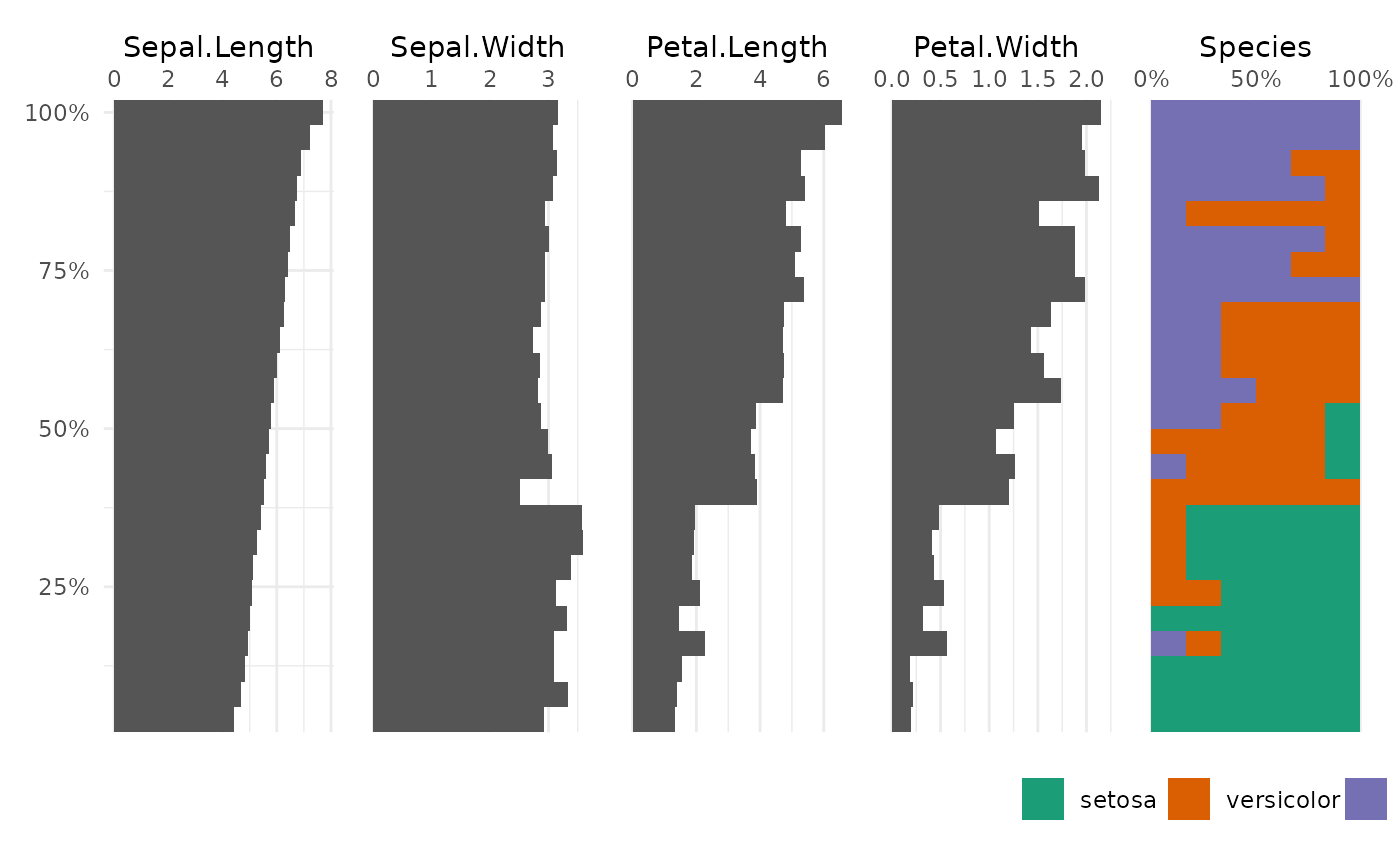 Sepal.Length Sepal.Width Petal.Length Petal.Width Species
0 2 4 6 8 0 1 2 3 0 2 4 6 0.0 0.5 1.0 1.5 2.0 0% 50% 100%
100%
75%
50%
25%
setosa versicolor